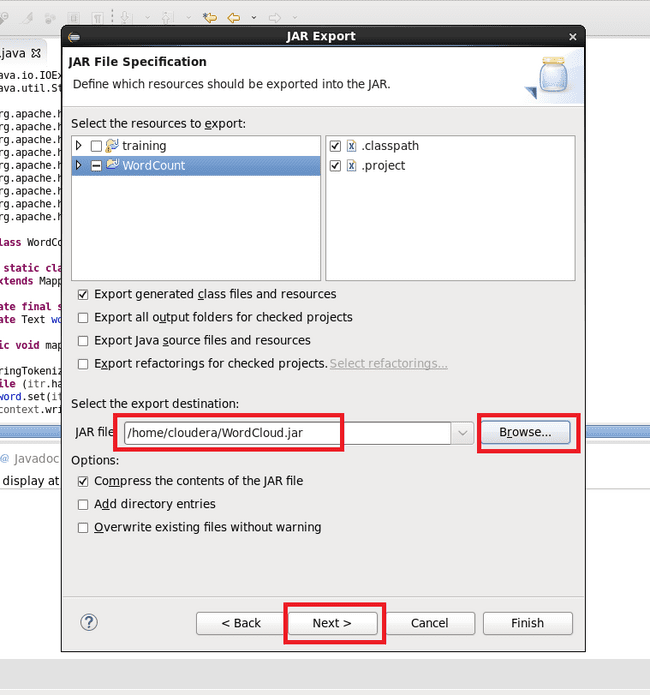 JAR Export
.java
JAR File Specification
Define which resources should be exported into the JAR.
ava.io.IOEx
ava.util.St
rg.apache.h
rg.apache.h
rg.apache.h
rg.apache.h
rg.apache.h
rg.apache.h
rg.apache.h
rg.apache.h
rg.apache.h
lass WordCo
static cla
extends Mapp
ate final s
ate Text wo
ic void map
ringTokeniz
ile (itr.ha
word.set(it
context.wri
Select the resources to export:
training
WordCount
.classpath
.project
Export generated class files and resources
Export all output folders for checked projects
Export Java source files and resources
Export refactorings for checked projects. Select refactorings...
Select the export destination:
JAR file
/home/cloudera/WordCloud.jar
Browse...
@ Javadoc
display at
Options:
Compress the contents of the JAR file
Add directory entries
Overwrite existing files without warning
?
< Back
Next >
Cancel
Finish